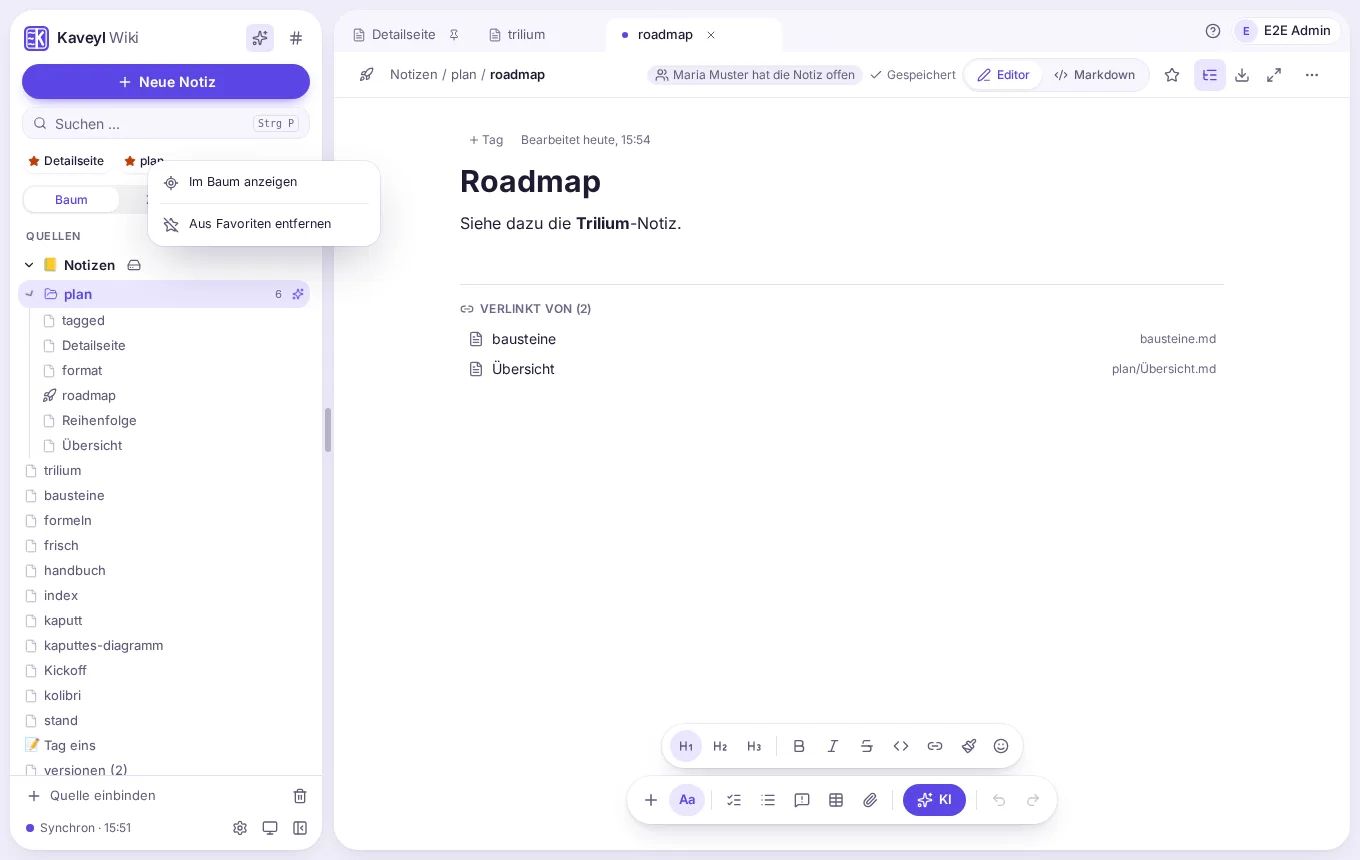 Kaveyl Wiki
Neue Notiz
Suchen ...
Strg P
Detailseite
plan
Im Baum anzeigen
Aus Favoriten entfernen
Baum
QUELLEN
📒 Notizen
plan 6
tagged
Detailseite
format
roadmap
Reihenfolge
Übersicht
trilium
bausteine
formeln
frisch
handbuch
index
kaputt
kaputtes-diagramm
Kickoff
kolibri
stand
📝 Tag eins
versionen (2)
Quelle einbinden
Synchron · 15:51
Detailseite
trilium
roadmap
E
E2E Admin
Notizen / plan / roadmap
Maria Muster hat die Notiz offen
Gespeichert
Editor
Markdown
+ Tag
Bearbeitet heute, 15:54
Roadmap
Siehe dazu die Trilium-Notiz.
VERLINKT VON (2)
bausteine bausteine.md
Übersicht plan/Übersicht.md
H1 H2 H3
Aa
KI